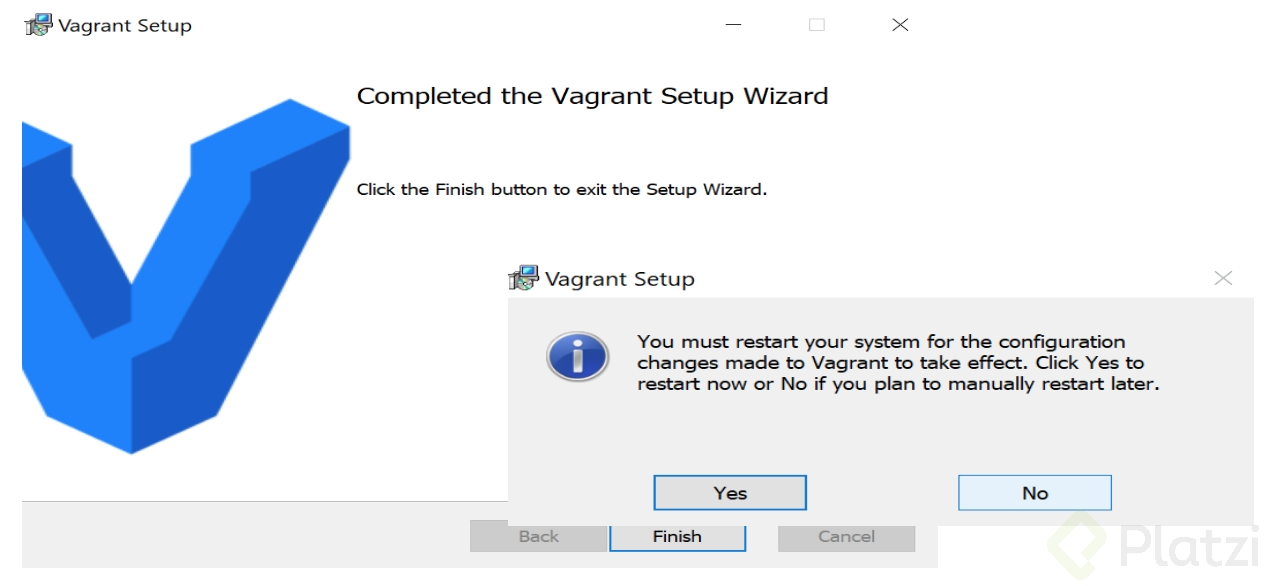 Vagrant Setup
Completed the Vagrant Setup Wizard
Click the Finish button to exit the Setup Wizard.
Vagrant Setup
You must restart your system for the configuration
changes made to Vagrant to take effect. Click Yes to
restart now or No if you plan to manually restart later.
Yes
No
Back
Finish
Cancel
Platzi